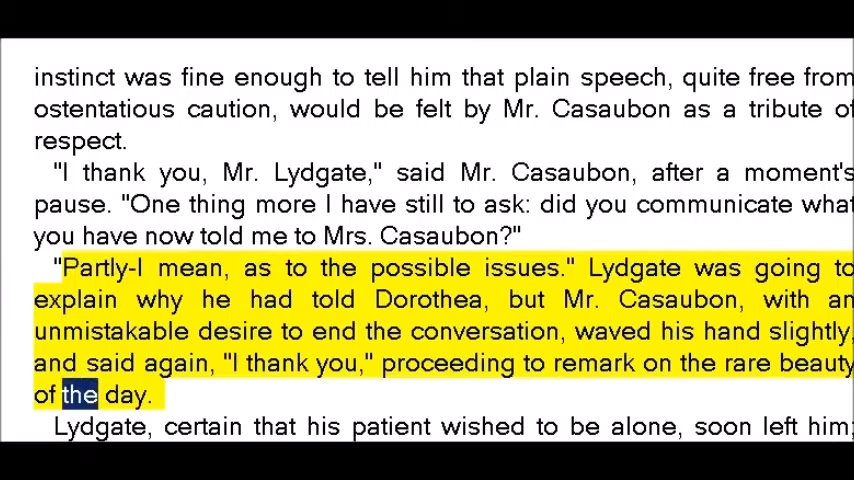 instinct was fine enough to tell him that plain speech, quite free from
ostentatious caution, would be felt by Mr. Casaubon as a tribute of
respect.
"I thank you, Mr. Lydgate," said Mr. Casaubon, after a moment's
pause. "One thing more I have still to ask: did you communicate what
you have now told me to Mrs. Casaubon?"
"Partly-I mean, as to the possible issues." Lydgate was going to
explain why he had told Dorothea, but Mr. Casaubon, with an
unmistakable desire to end the conversation, waved his hand slightly,
and said again, "I thank you," proceeding to remark on the rare beauty
of the day.
Lydgate, certain that his patient wished to be alone, soon left him;